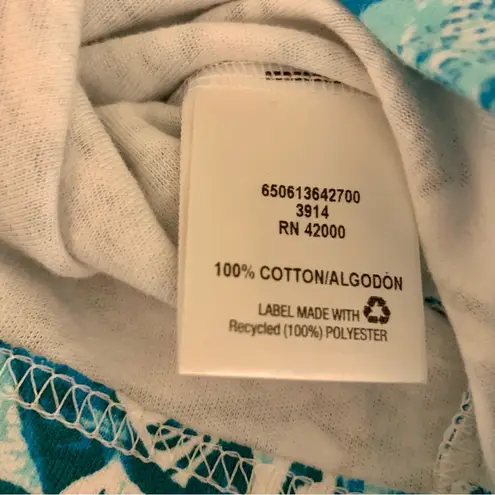 650613642700
3914
RN 42000
100% COTTON/ALGODÓN
LABEL MADE WITH
Recycled (100%) POLYESTER